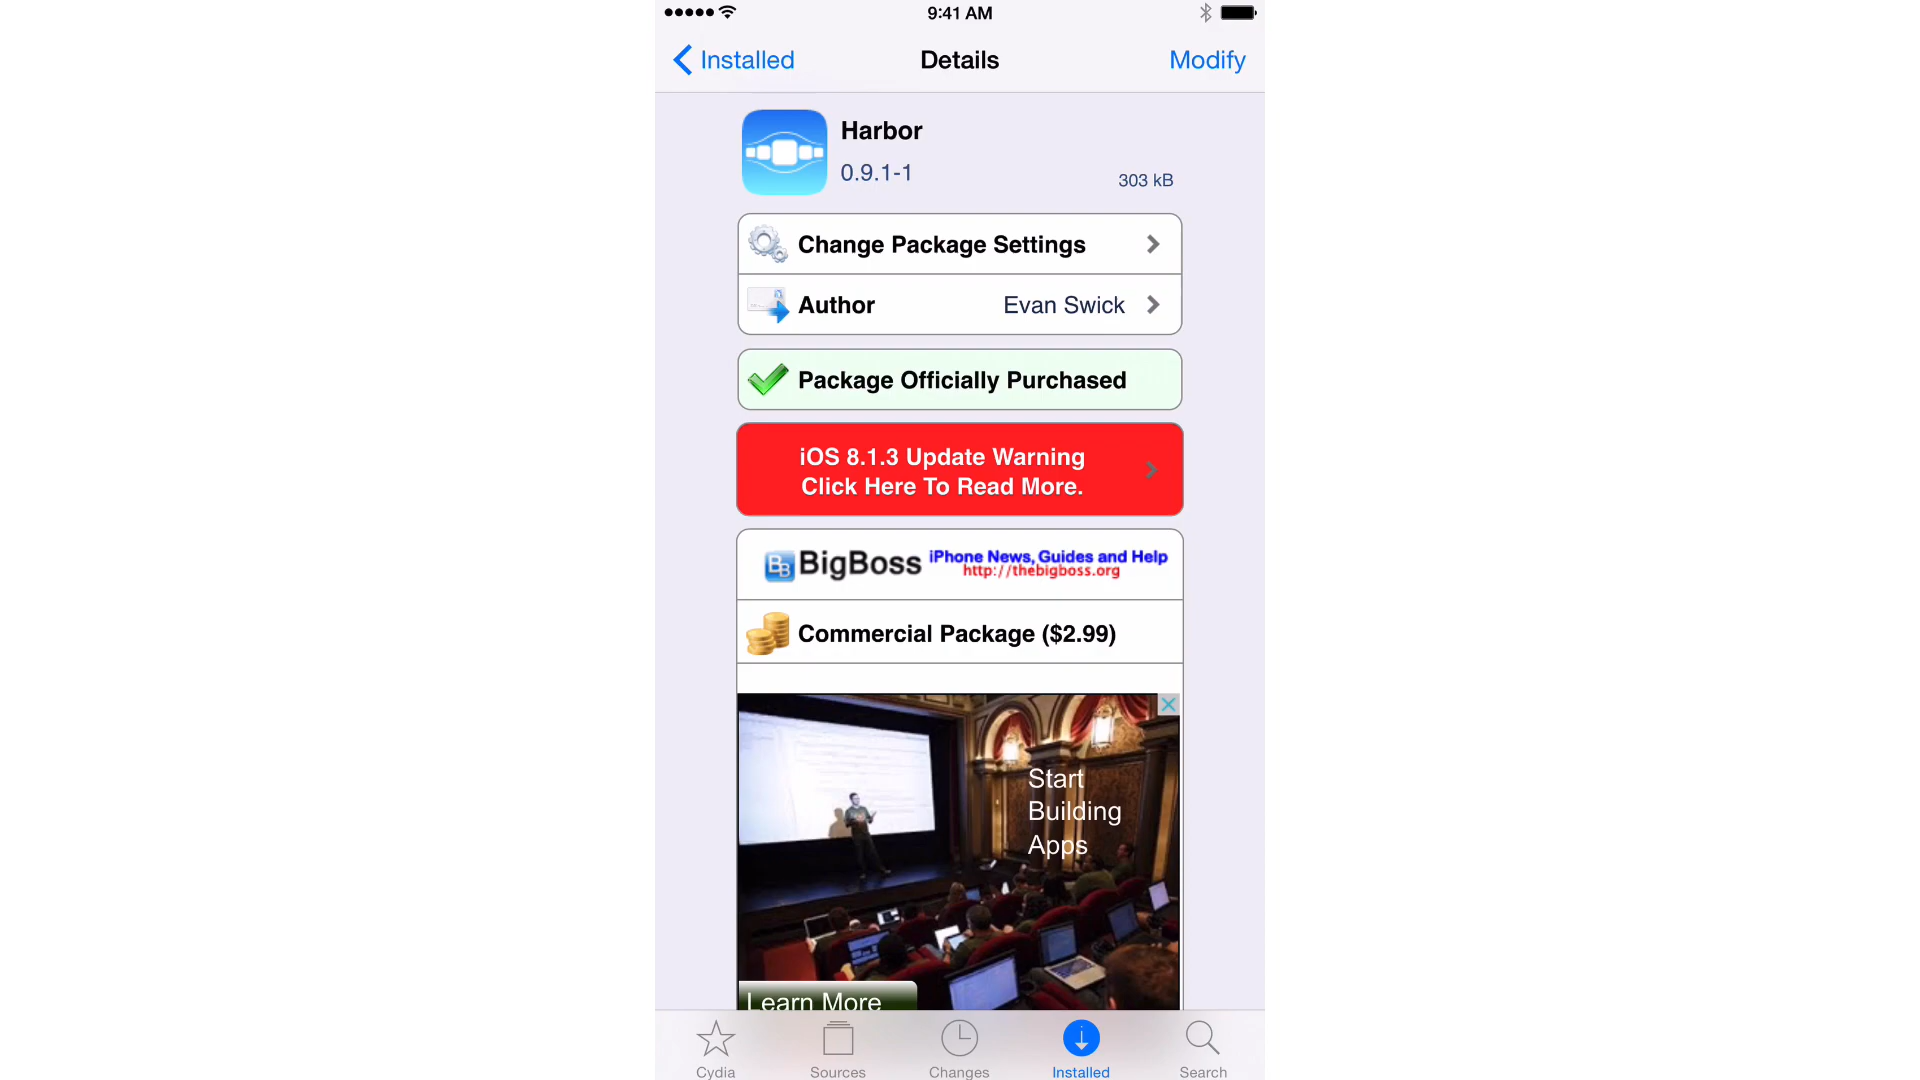 9:41 AM
Installed
Details
Modify
Harbor
0.9.1-1
303 kB
Change Package Settings
Author
Evan Swick
Package Officially Purchased
iOS 8.1.3 Update Warning
Click Here To Read More.
BigBoss
iPhone News, Guides and Help
http://thebigboss.org
Commercial Package ($2.99)
Start
Building
Apps
Learn More
Cydia
Sources
Changes
Installed
Search